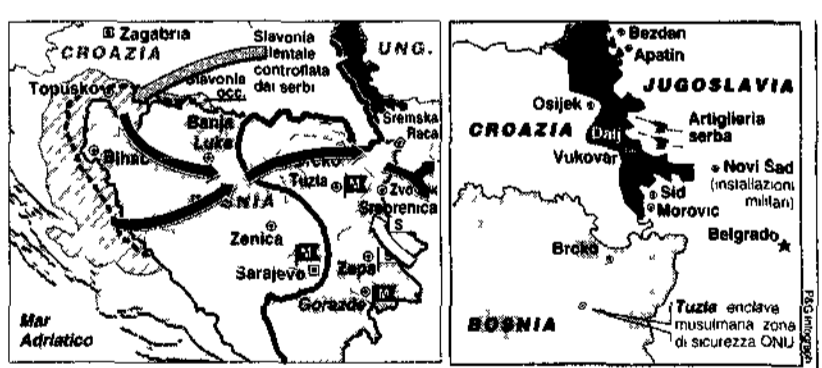 Zagabria
CROAZIA
Slavonia
controllata
dai serbi
UNG.
Topusko
Slavonia
occ.
Banja
Luka
Sremska
Raca
Bihac
Tuzla
Srebrenica
Zenica
Sarajevo
Zepa
Gorazde
Mar
Adriatico
Bezdan
Apatin
JUGOSLAVIA
Osijek
CROAZIA
Dalj
Artiglieria
serba
Vukovar
Novi Sad
(installazioni
militari)
Sid
Morovic
Belgrado
Brcko
BOSNIA
Tuzla enclave
musulmana zona
di sicurezza ONU
P&G Infograph